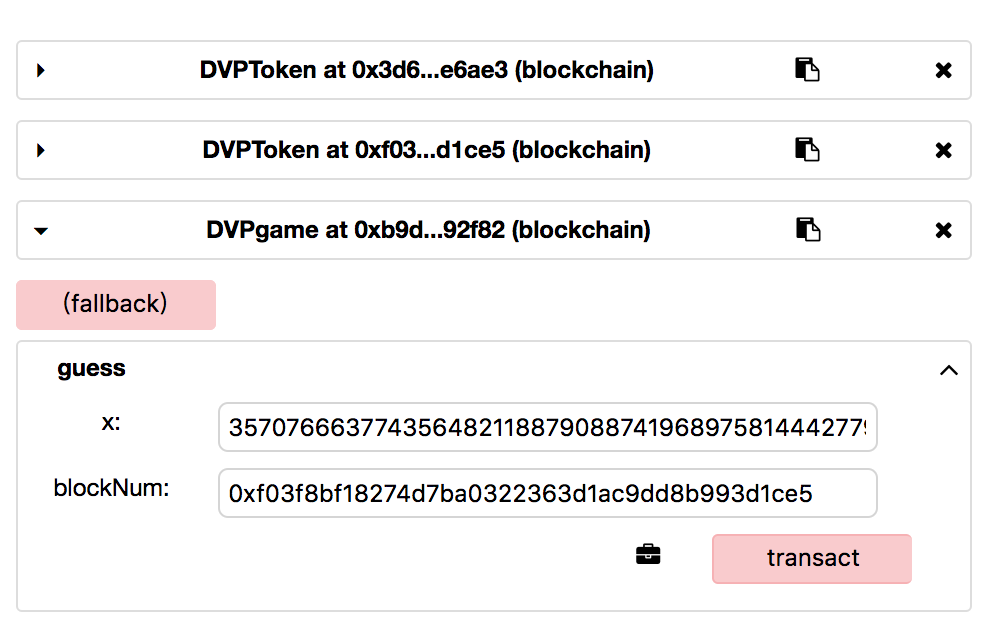 DVPToken at 0x3d6...e6ae3 (blockchain)
DVPToken at 0xf03...d1ce5 (blockchain)
DVPgame at 0xb9d...92f82 (blockchain)
(fallback)
guess
x:
35707666377435648211887908874196897581444277
blockNum:
0xf03f8bf18274d7ba0322363d1ac9dd8b993d1ce5
transact